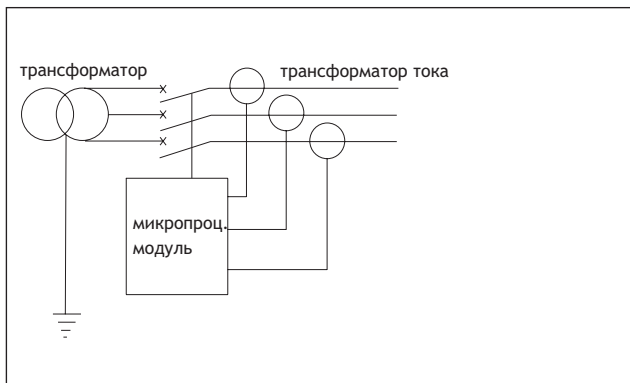 трансформатор
трансформатор тока
микропроц.
модуль